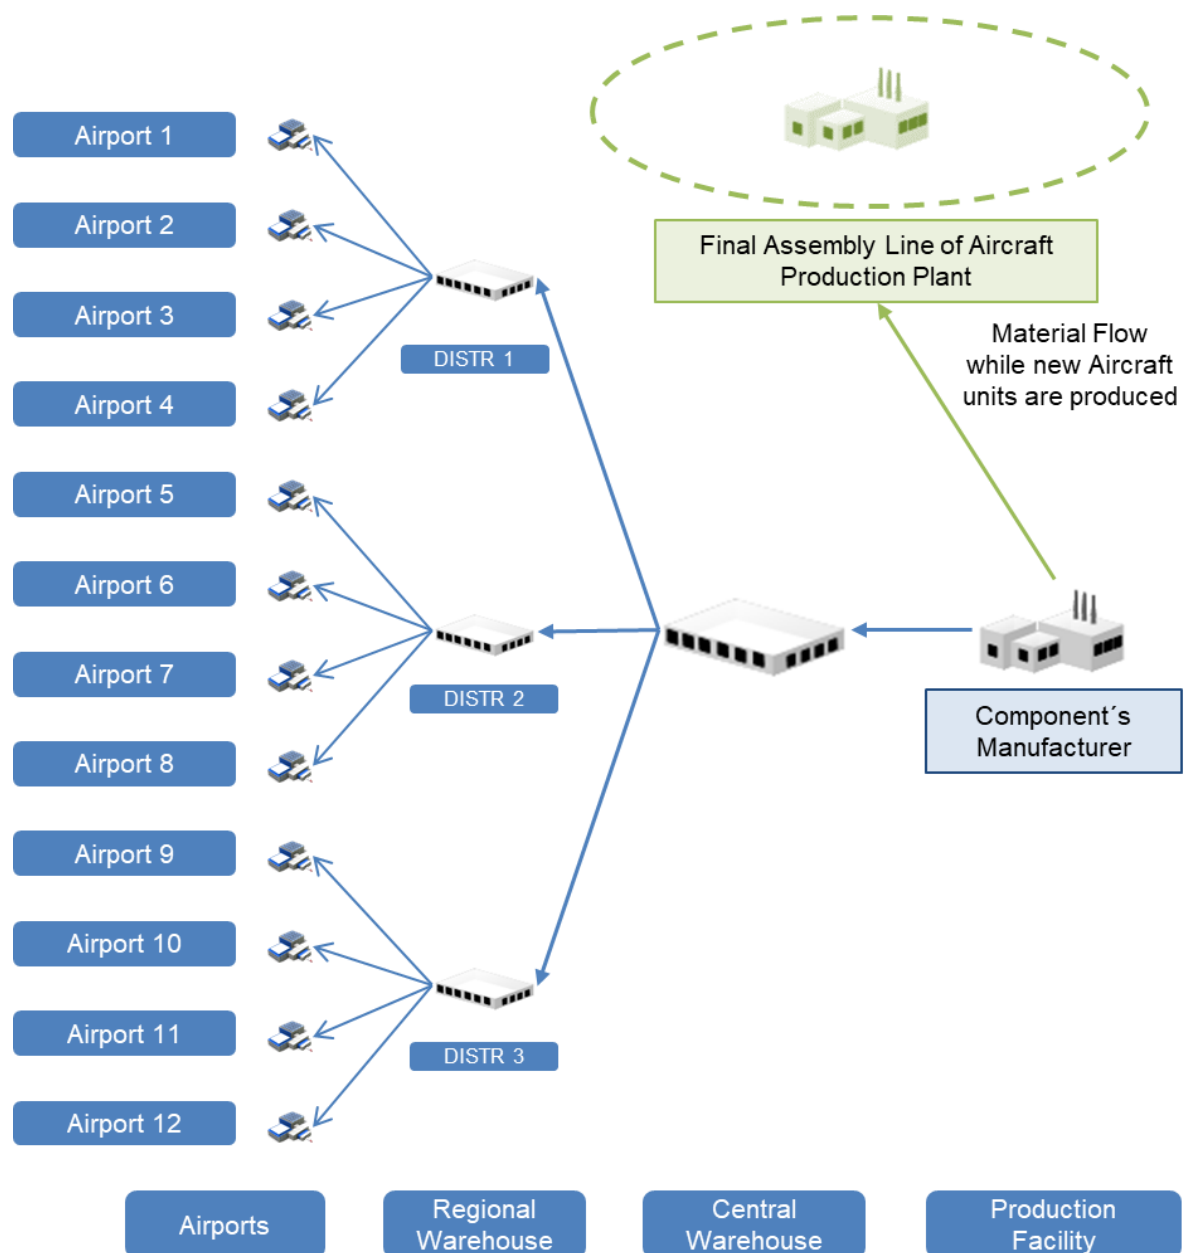 Airport 1
Airport 2
Airport 3
Airport 4
Airport 5
Airport 6
Airport 7
Airport 8
Airport 9
Airport 10
Airport 11
Airport 12
DISTR 1
DISTR 2
DISTR 3
Final Assembly Line of Aircraft
Production Plant
Material Flow
while new Aircraft
units are produced
Component´s
Manufacturer
Airports
Regional
Warehouse
Central
Warehouse
Production
Facility